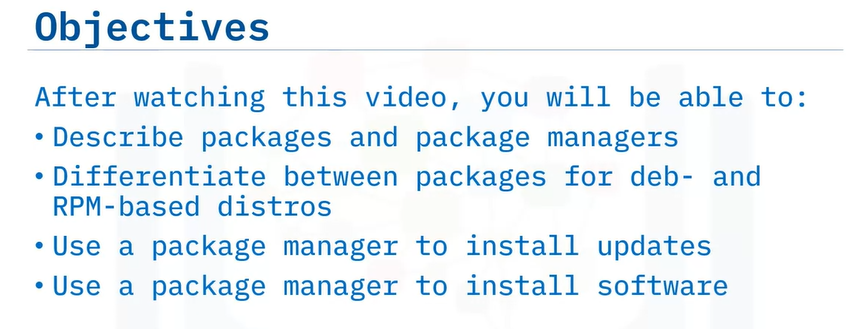 Objectives
After watching this video, you will be able to:
• Describe packages and package managers
• Differentiate between packages for deb- and
RPM-based distros
• Use a package manager to install updates
• Use a package manager to install software